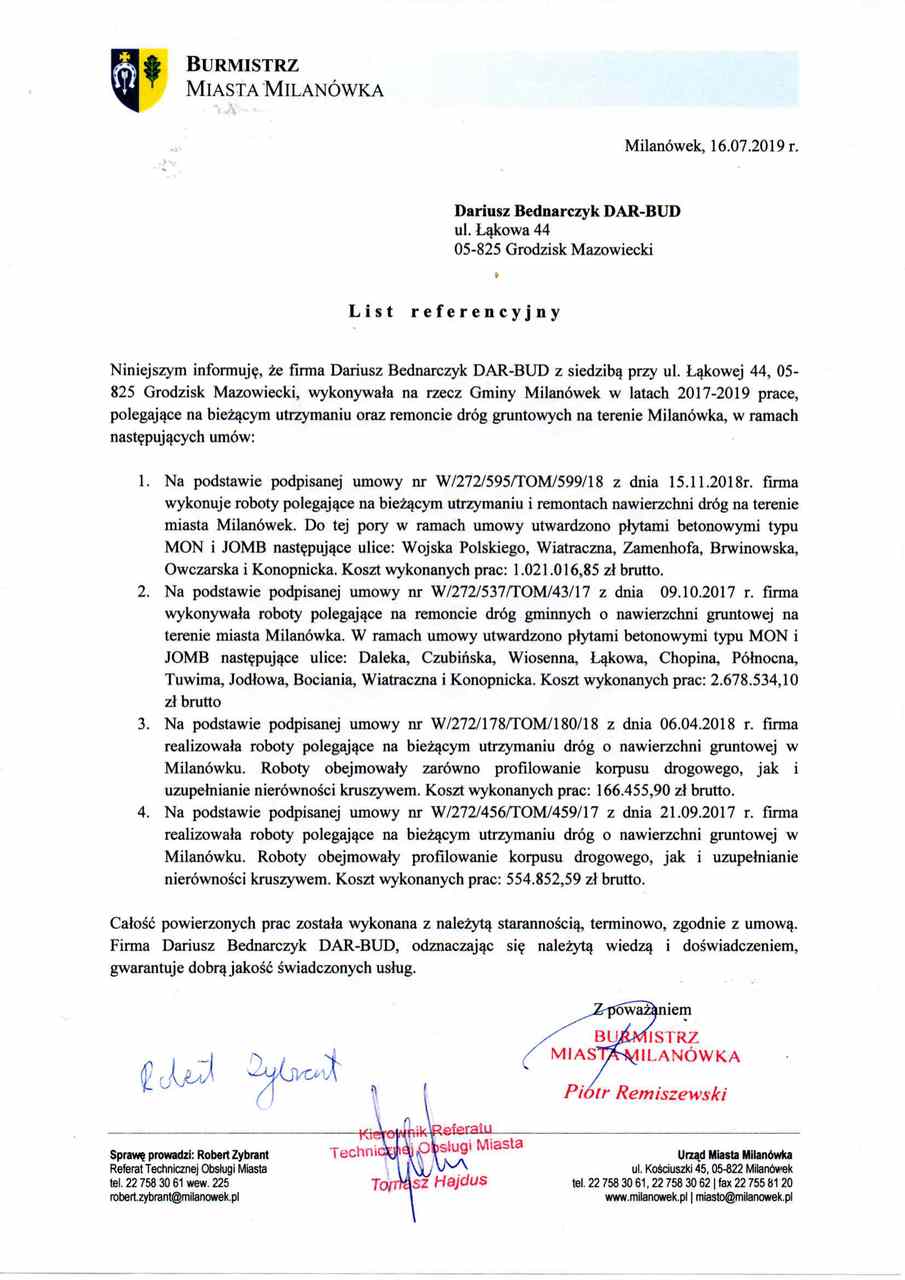 BURMISTRZ
MIASTA MILANÓWKA
Milanówek, 16.07.2019 r.
Dariusz Bednarczyk DAR-BUD
ul. Łąkowa 44
05-825 Grodzisk Mazowiecki
List referencyjny
Niniejszym informuję, że firma Dariusz Bednarczyk DAR-BUD z siedzibą przy ul. Łąkowej 44, 05-
825 Grodzisk Mazowiecki, wykonywała na rzecz Gminy Milanówek w latach 2017-2019 prace,
polegające na bieżącym utrzymaniu oraz remoncie dróg gruntowych na terenie Milanówka, w ramach
następujących umów:
1. Na podstawie podpisanej umowy nr W/272/595/TOM/599/18 z dnia 15.11.2018r. firma
wykonuje roboty polegające na bieżącym utrzymaniu i remontach nawierzchni dróg na terenie
miasta Milanówek. Do tej pory w ramach umowy utwardzono płytami betonowymi typu
MON i JOMB następujące ulice: Wojska Polskiego, Wiatraczna, Zamenhofa, Brwinowska,
Owczarska i Konopnicka. Koszt wykonanych prac: 1.021.016,85 zł brutto.
2. Na podstawie podpisanej umowy nr W/272/537/TOM/43/17 z dnia 09.10.2017 r. firma
wykonywała roboty polegające na remoncie dróg gminnych o nawierzchni gruntowej na
terenie miasta Milanówka. W ramach umowy utwardzono płytami betonowymi typu MON i
JOMB następujące ulice: Daleka, Czubińska, Wiosenna, Łąkowa, Chopina, Północna,
Tuwima, Jodłowa, Bociania, Wiatraczna i Konopnicka. Koszt wykonanych prac: 2.678.534,10
zł brutto
3. Na podstawie podpisanej umowy nr W/272/178/TOM/180/18 z dnia 06.04.2018 r. firma
realizowała roboty polegające na bieżącym utrzymaniu dróg o nawierzchni gruntowej w
Milanówku. Roboty obejmowały zarówno profilowanie korpusu drogowego, jak i
uzupełnianie nierówności kruszywem. Koszt wykonanych prac: 166.455,90 zł brutto.
4. Na podstawie podpisanej umowy nr W/272/456/TOM/459/17 z dnia 21.09.2017 r. firma
realizowała roboty polegające na bieżącym utrzymaniu dróg o nawierzchni gruntowej w
Milanówku. Roboty obejmowały profilowanie korpusu drogowego, jak i uzupełnianie
nierówności kruszywem. Koszt wykonanych prac: 554.852,59 zł brutto.
Całość powierzonych prac została wykonana z należytą starannością, terminowo, zgodnie z umową.
Firma Dariusz Bednarczyk DAR-BUD, odznaczając się należytą wiedzą i doświadczeniem,
gwarantuje dobrą jakość świadczonych usług.
Z poważaniem
BURMISTRZ
MIASTA MILANÓWKA
Piotr Remiszewski
Robert Zybrant
Kierownik Referatu
Technicznej Obsługi Miasta
Tomasz Hajdus
Sprawę prowadzi: Robert Zybrant
Referat Technicznej Obsługi Miasta
tel. 22 758 30 61 wew. 225
robert.zybrant@milanowek.pl
Urząd Miasta Milanówka
ul. Kościuszki 45, 05-822 Milanówek
tel. 22 758 30 61, 22 758 30 62 | fax 22 755 81 20
www.milanowek.pl | miasto@milanowek.pl